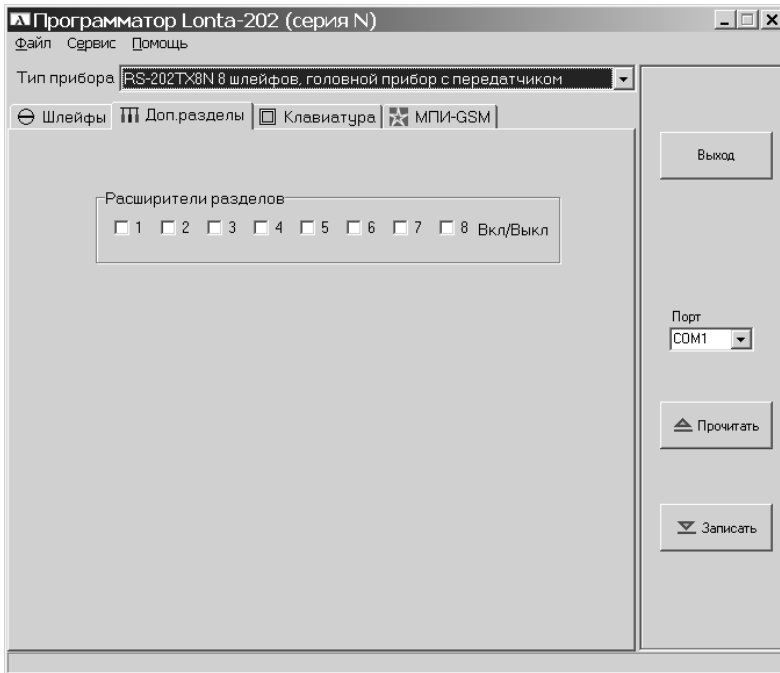 Программатор Lonta-202 (серия N)
Файл Сервис Помощь
Тип прибора RS-202TX8N 8 шлейфов, головной прибор с передатчиком
Шлейфы Доп.разделы Клавиатура МПИ-GSM
Выход
Расширители разделов
1 2 3 4 5 6 7 8 Вкл/Выкл
Порт
COM1
Прочитать
Записать